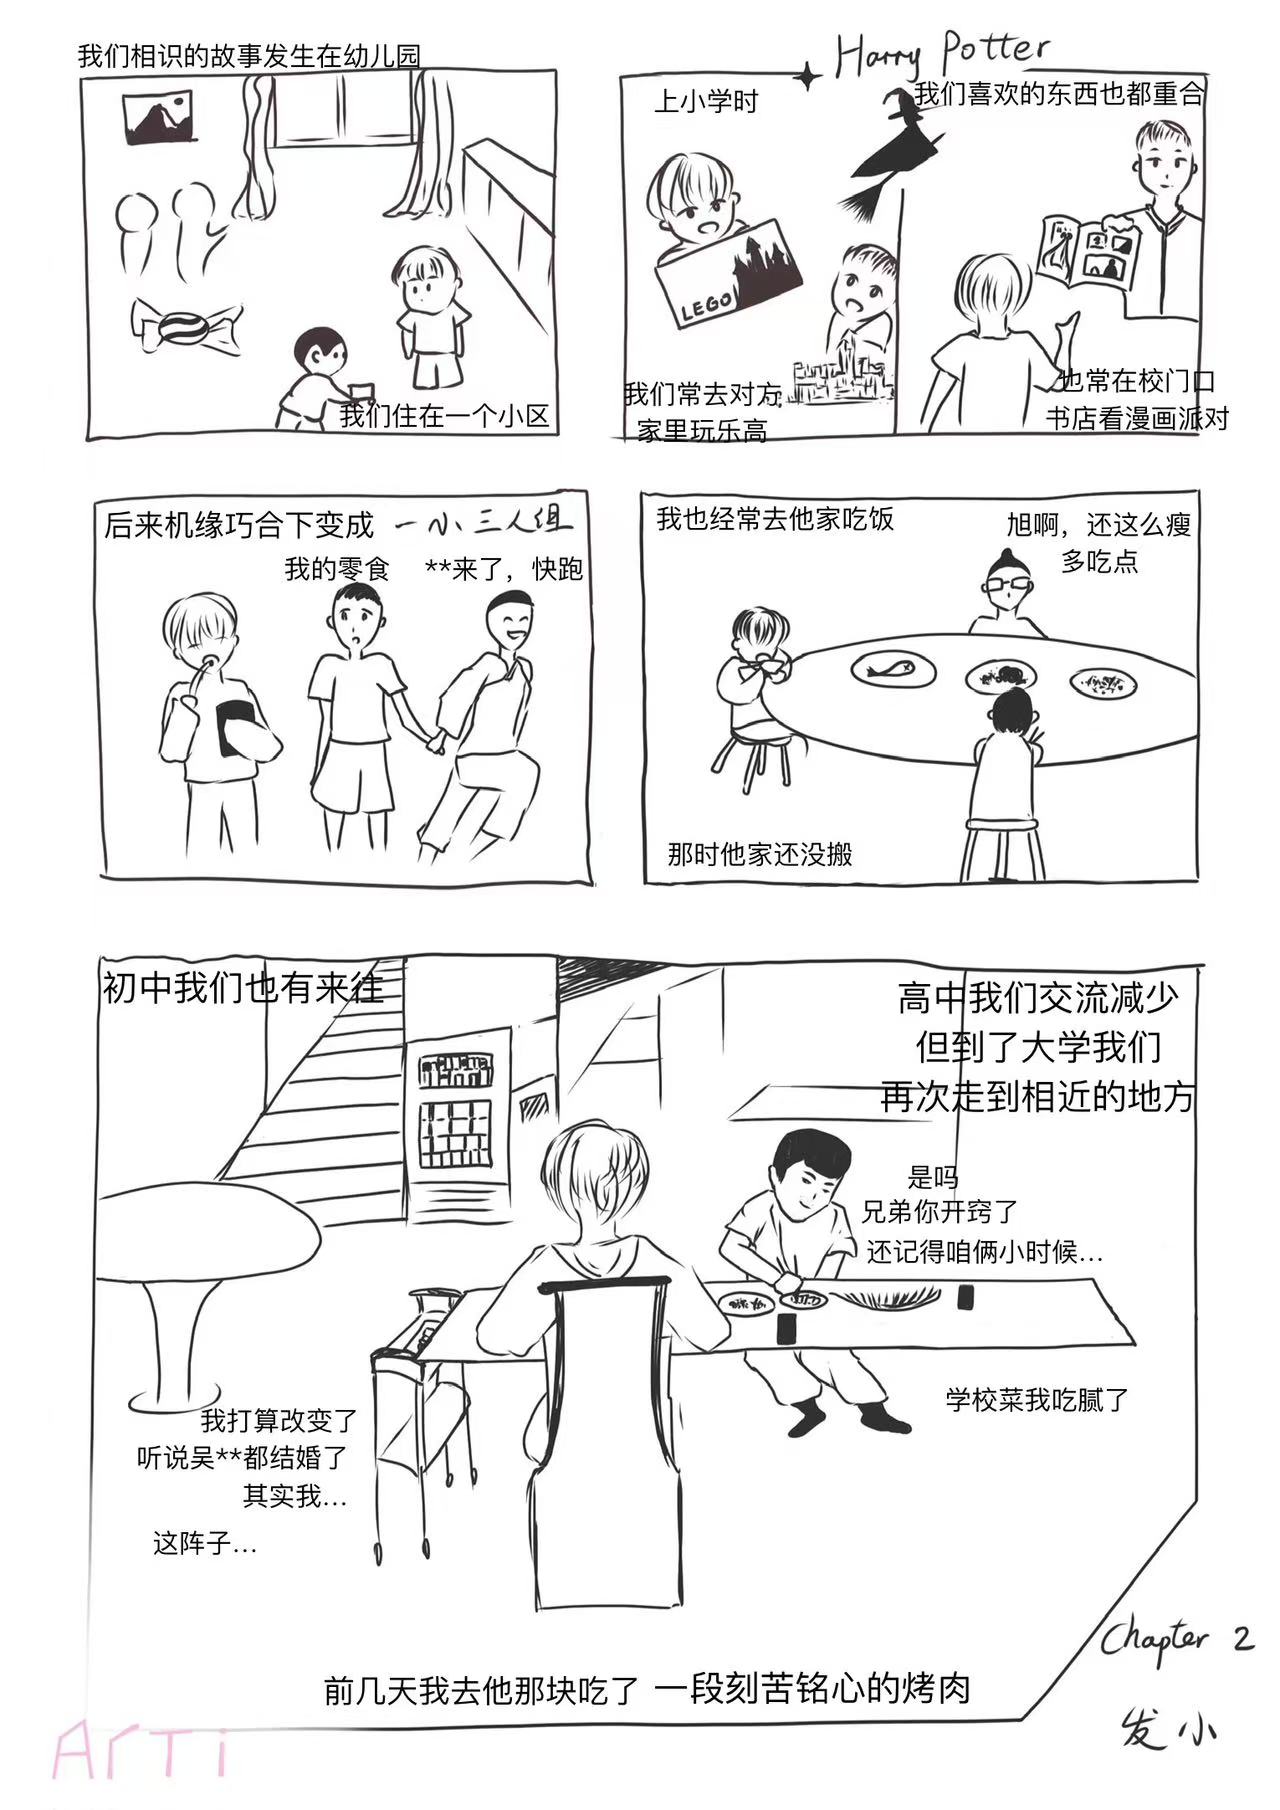 我们相识的故事发生在幼儿园
我们住在一个小区
Harry Potter
上小学时
我们喜欢的东西也都重合
LEGO
我们常去对方
家里玩乐高
也常在校门口
书店看漫画派对
后来机缘巧合下变成 一小三人组
我的零食
**来了，快跑
我也经常去他家吃饭
旭啊，还这么瘦
多吃点
那时他家还没搬
初中我们也有来往
高中我们交流减少
但到了大学我们
再次走到相近的地方
是吗
兄弟你开窍了
还记得咱俩小时候...
学校菜我吃腻了
我打算改变了
听说吴**都结婚了
其实我...
这阵子...
前几天我去他那块吃了 一段刻苦铭心的烤肉
Chapter 2
发小
ArTi